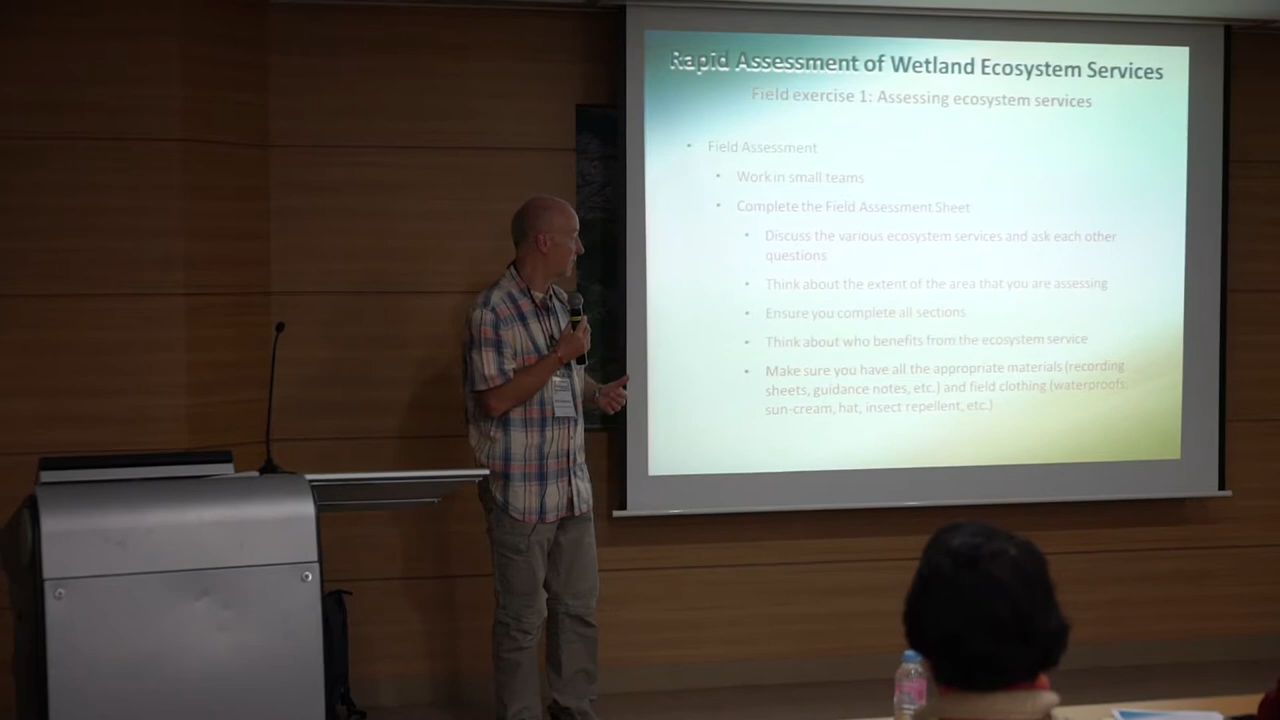 Rapid Assessment of Wetland Ecosystem Services
Field exercise 1: Assessing ecosystem services
• Field Assessment
• Work in small teams
• Complete the Field Assessment Sheet
• Discuss the various ecosystem services and ask each other
questions
• Think about the extent of the area that you are assessing
• Ensure you complete all sections
• Think about who benefits from the ecosystem service
• Make sure you have all the appropriate materials (recording
sheets, guidance notes, etc.) and field clothing (waterproofs,
sun-cream, hat, insect repellent, etc.)